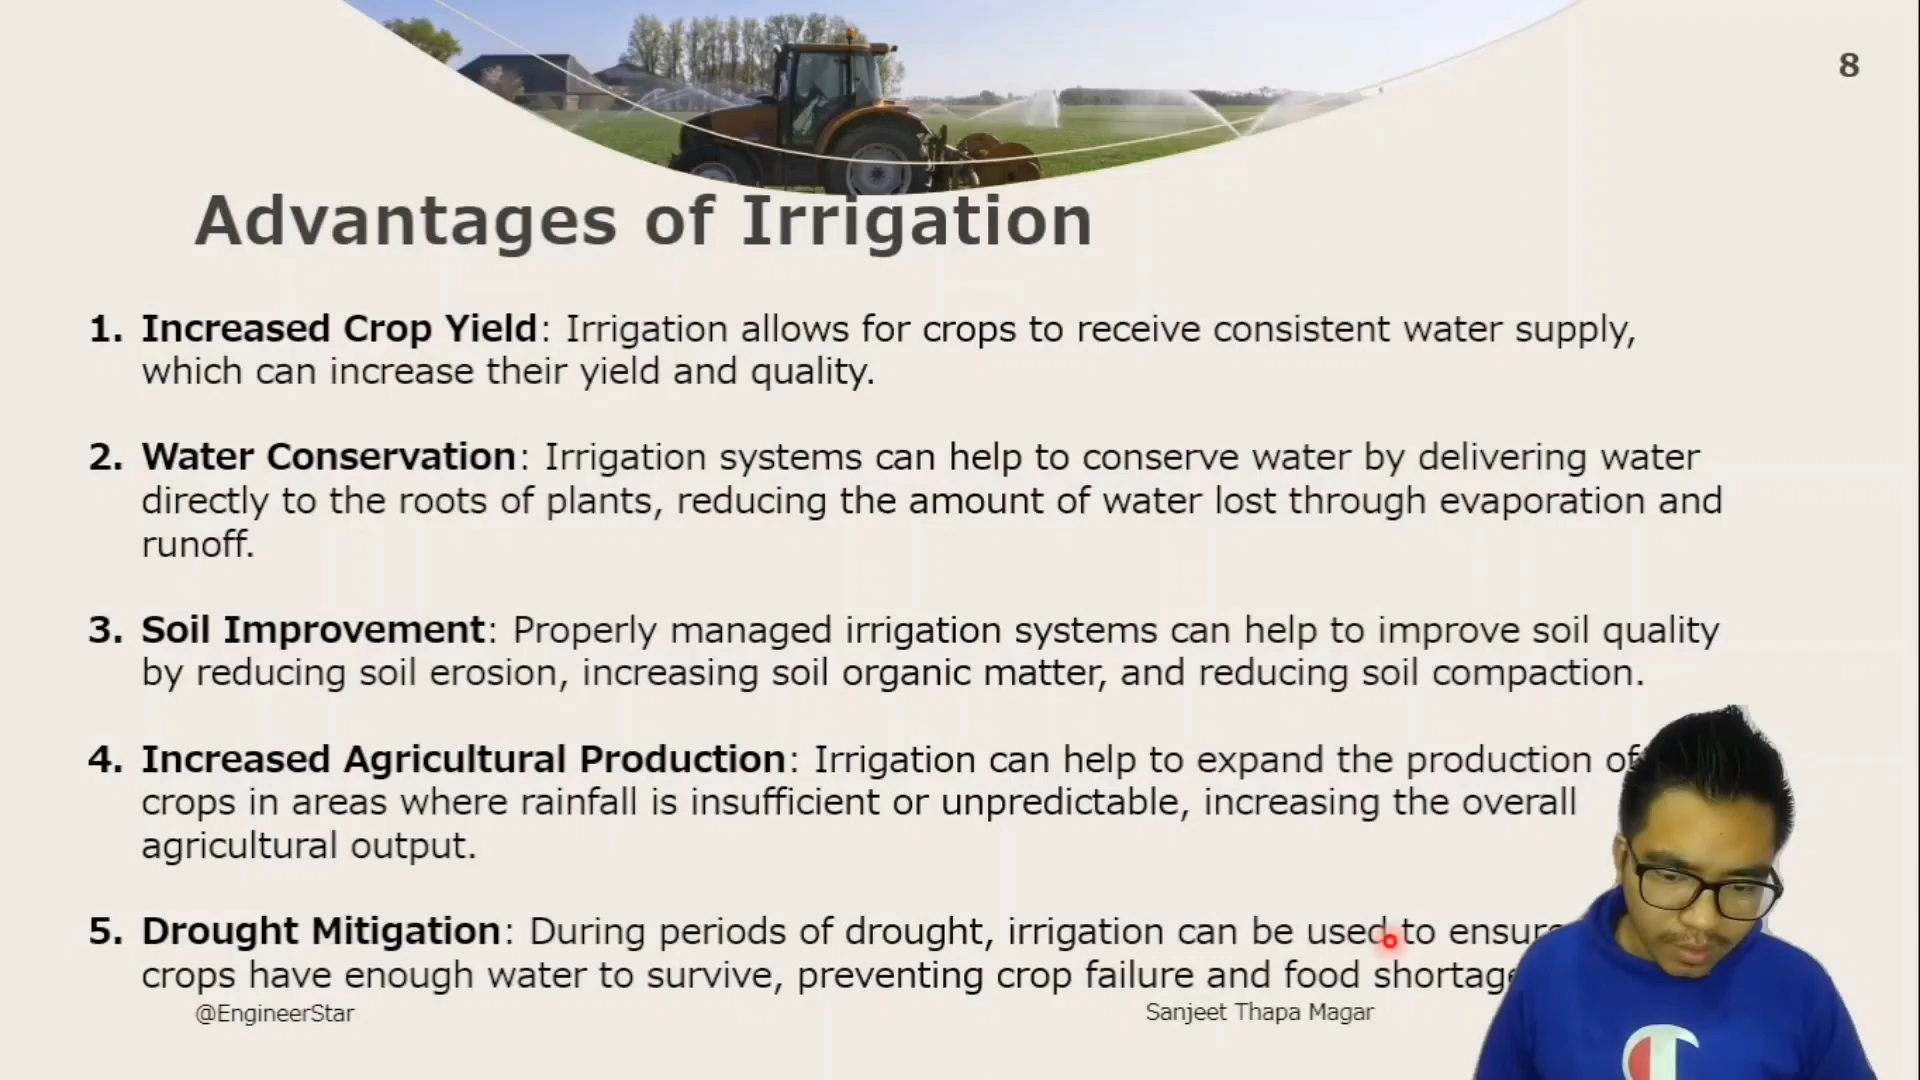 8
Advantages of Irrigation
1. Increased Crop Yield: Irrigation allows for crops to receive consistent water supply,
which can increase their yield and quality.
2. Water Conservation: Irrigation systems can help to conserve water by delivering water
directly to the roots of plants, reducing the amount of water lost through evaporation and
runoff.
3. Soil Improvement: Properly managed irrigation systems can help to improve soil quality
by reducing soil erosion, increasing soil organic matter, and reducing soil compaction.
4. Increased Agricultural Production: Irrigation can help to expand the production of
crops in areas where rainfall is insufficient or unpredictable, increasing the overall
agricultural output.
5. Drought Mitigation: During periods of drought, irrigation can be used to ensure
crops have enough water to survive, preventing crop failure and food shortage
@EngineerStar
Sanjeet Thapa Magar